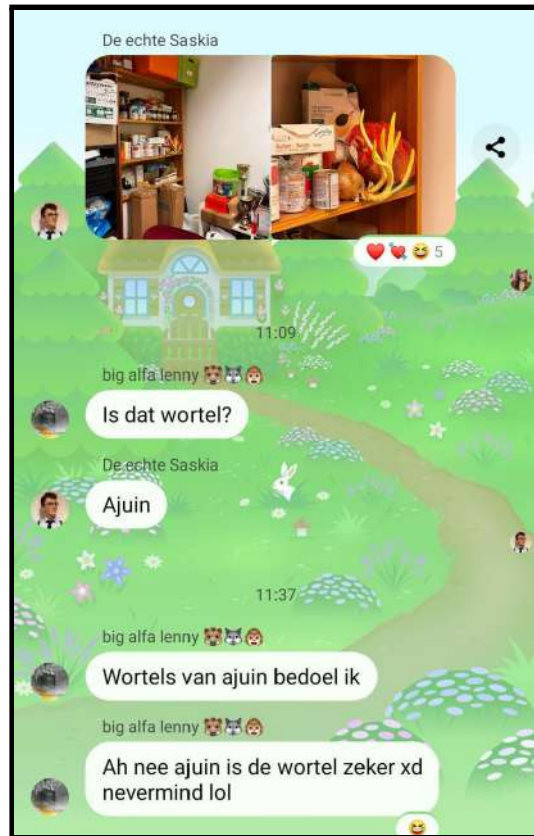 De echte Saskia
5
11:09
big alfa lenny 🐯🐺🦁
Is dat wortel?
De echte Saskia
Ajuin
11:37
big alfa lenny 🐯🐺🦁
Wortels van ajuin bedoel ik
big alfa lenny 🐯🐺🦁
Ah nee ajuin is de wortel zeker xd
nevermind lol